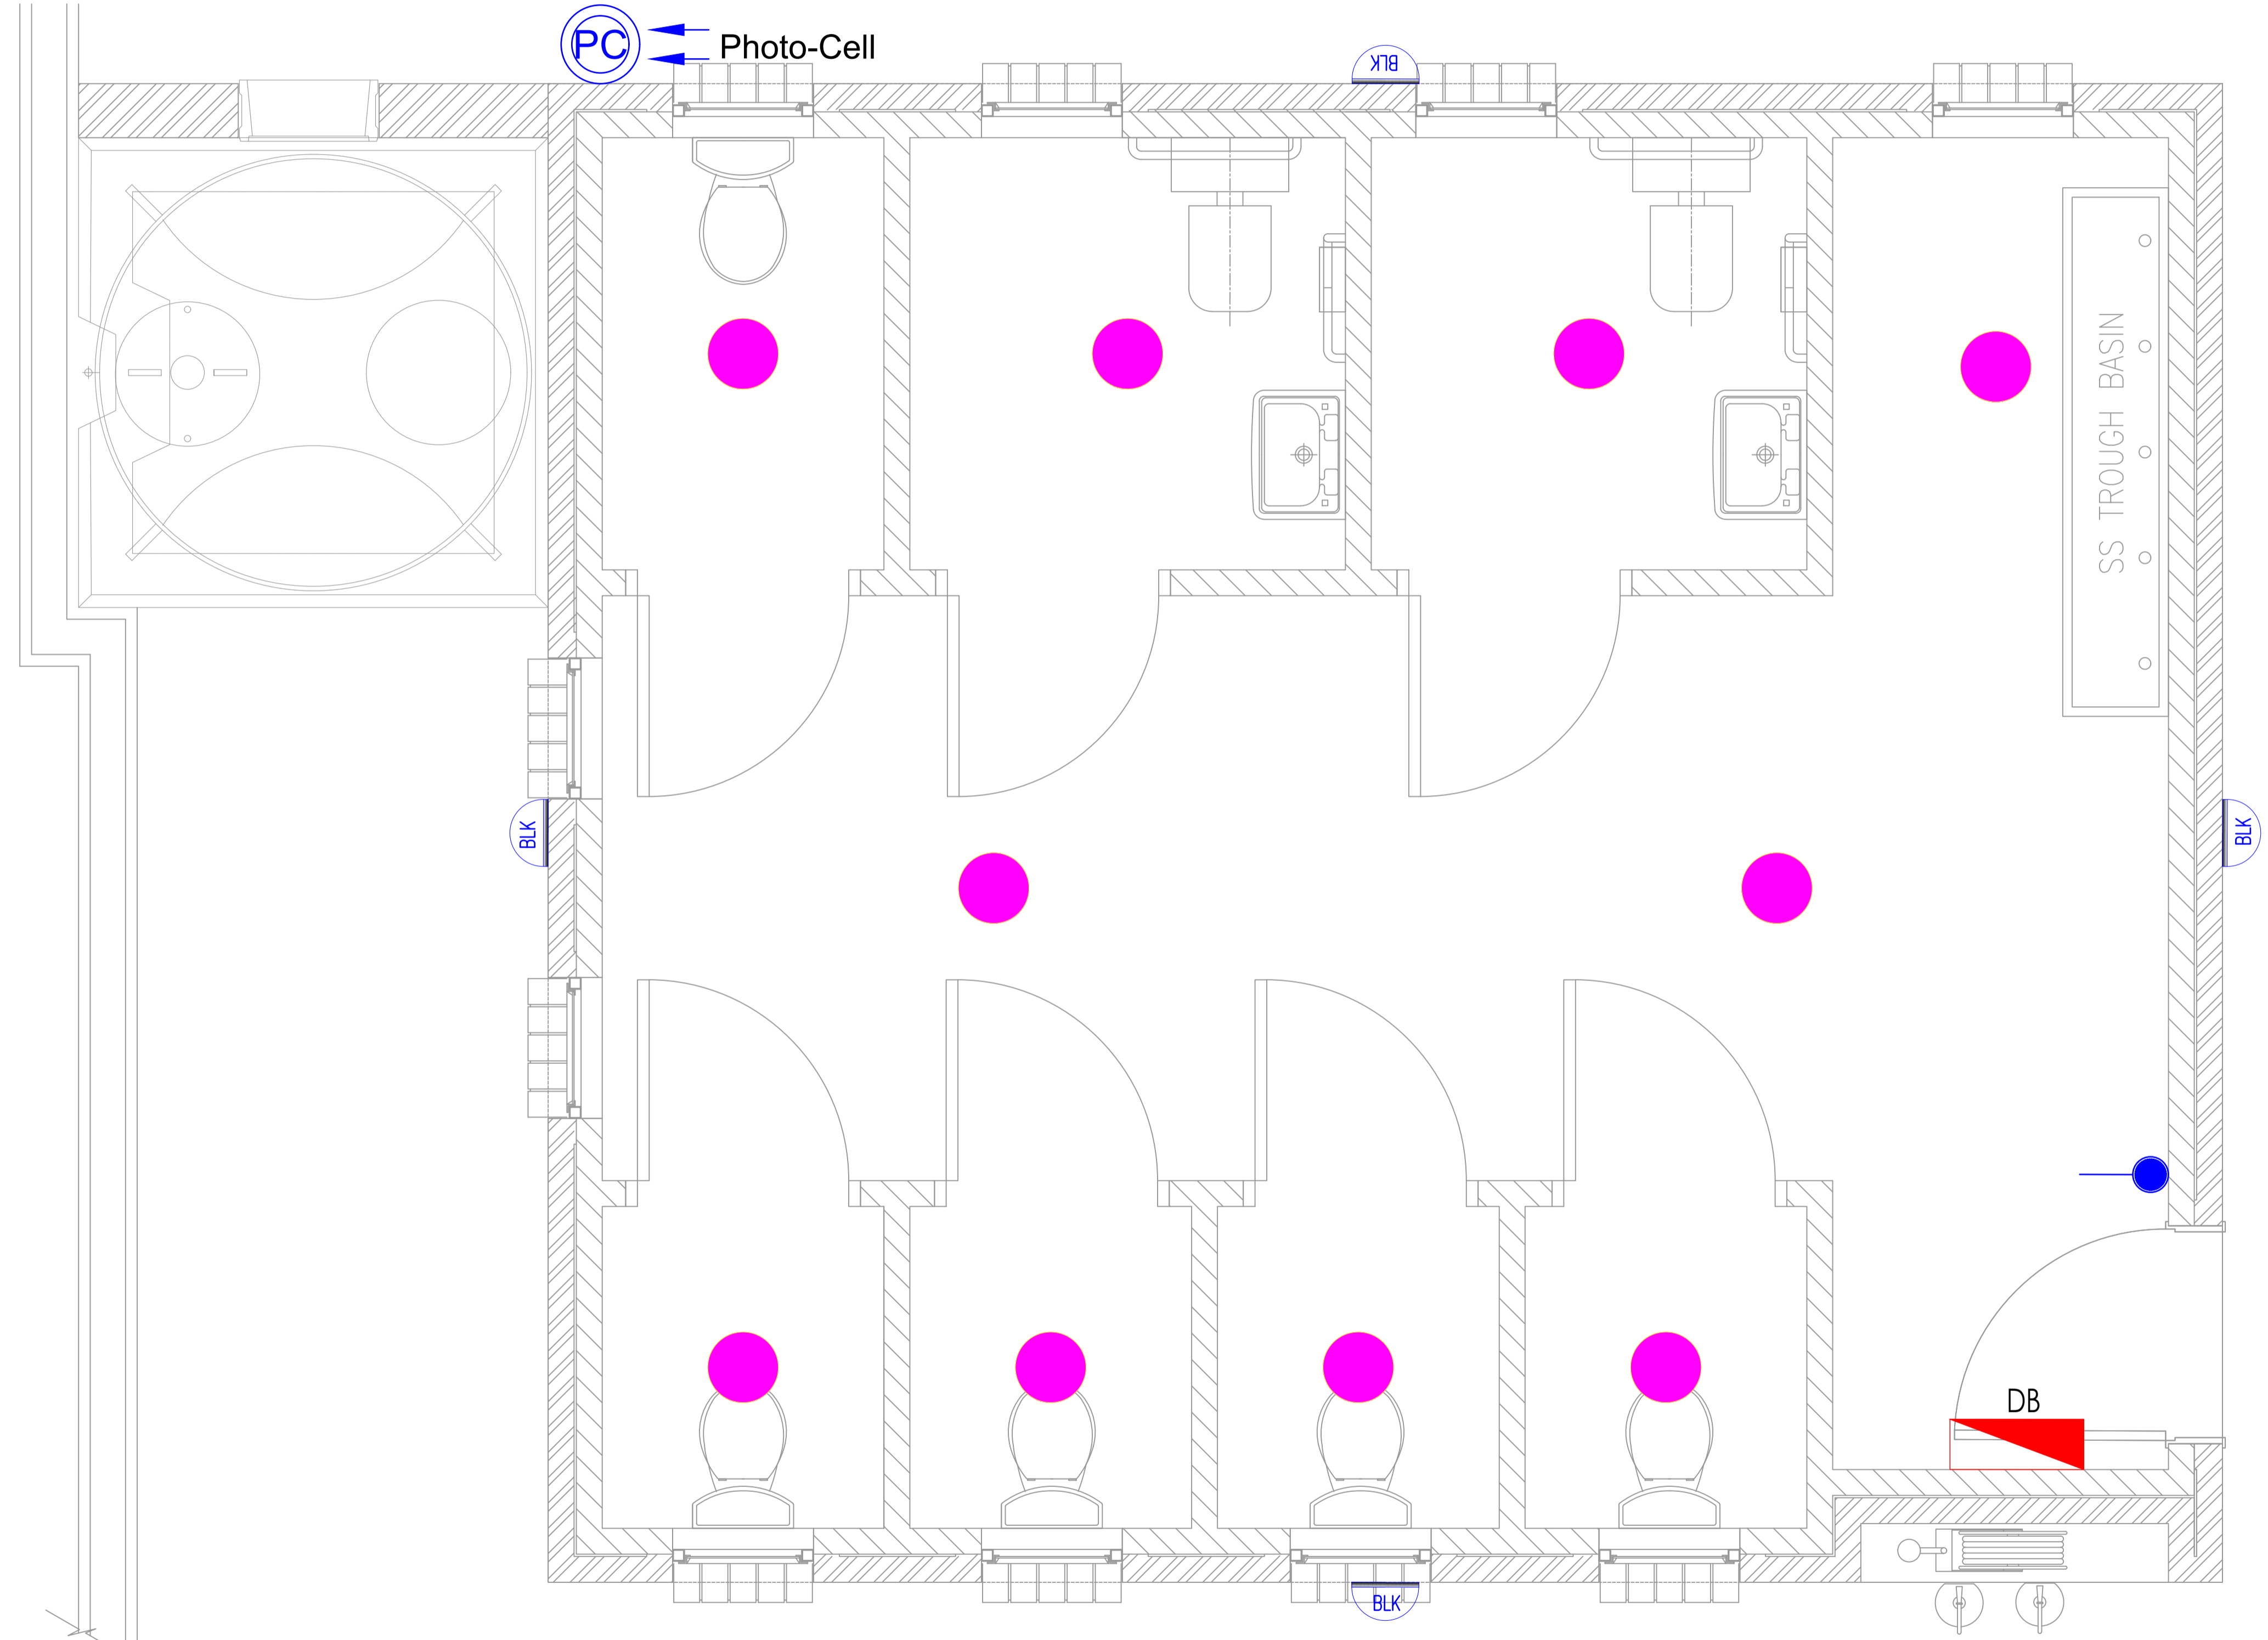 PC
Photo-Cell
BLK
SS TROUGH BASIN
BLK
BLK
DB
BLK